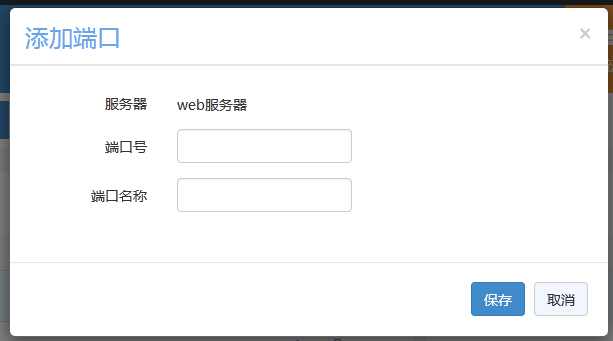 添加端口 ×
服务器 web服务器
端口号
端口名称
保存 取消